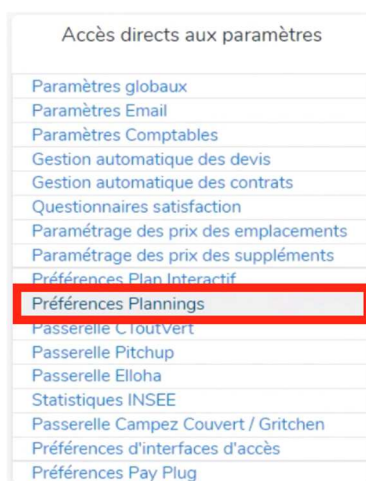 Accès directs aux paramètres
Paramètres globaux
Paramètres Email
Paramètres Comptables
Gestion automatique des devis
Gestion automatique des contrats
Questionnaires satisfaction
Paramétrage des prix des emplacements
Paramétrage des prix des suppléments
Préférences Plan Interactif
Préférences Plannings
Passerelle CToutVert
Passerelle Pitchup
Passerelle Elloha
Statistiques INSEE
Passerelle Campez Couvert / Gritchen
Préférences d'interfaces d'accès
Préférences Pay Plug